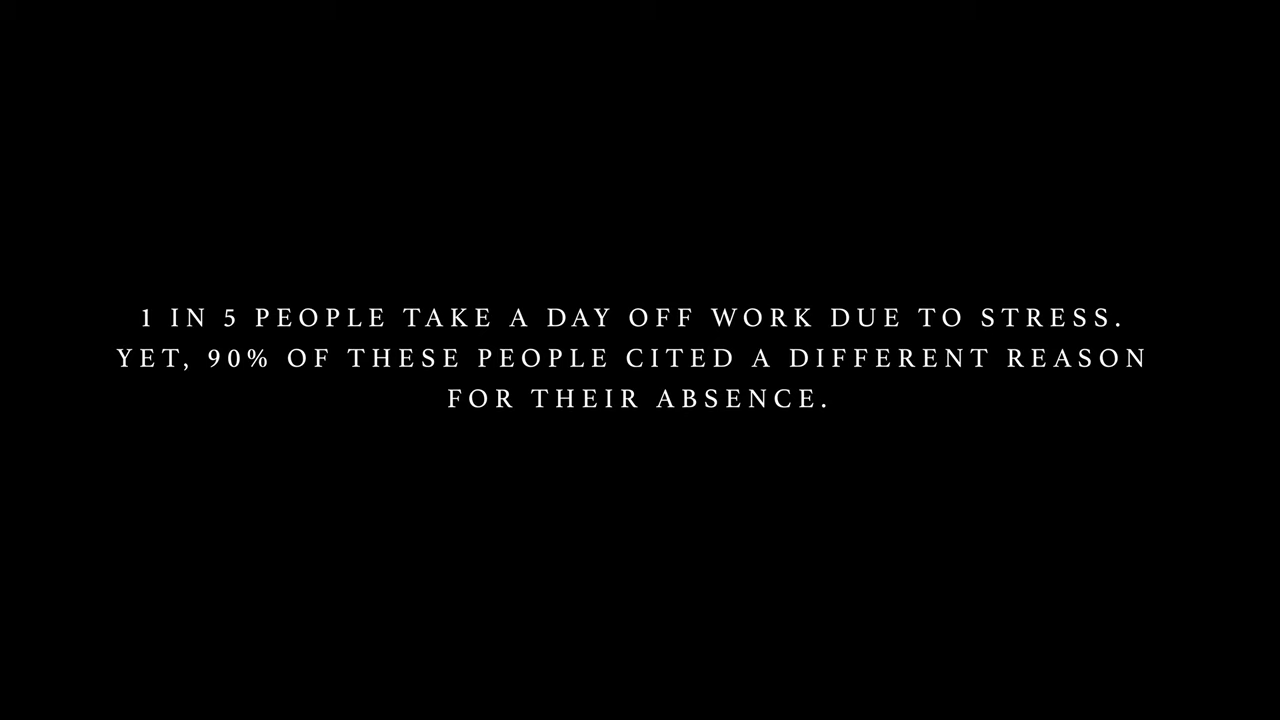 1 IN 5 PEOPLE TAKE A DAY OFF WORK DUE TO STRESS.
YET, 90% OF THESE PEOPLE CITED A DIFFERENT REASON
FOR THEIR ABSENCE.